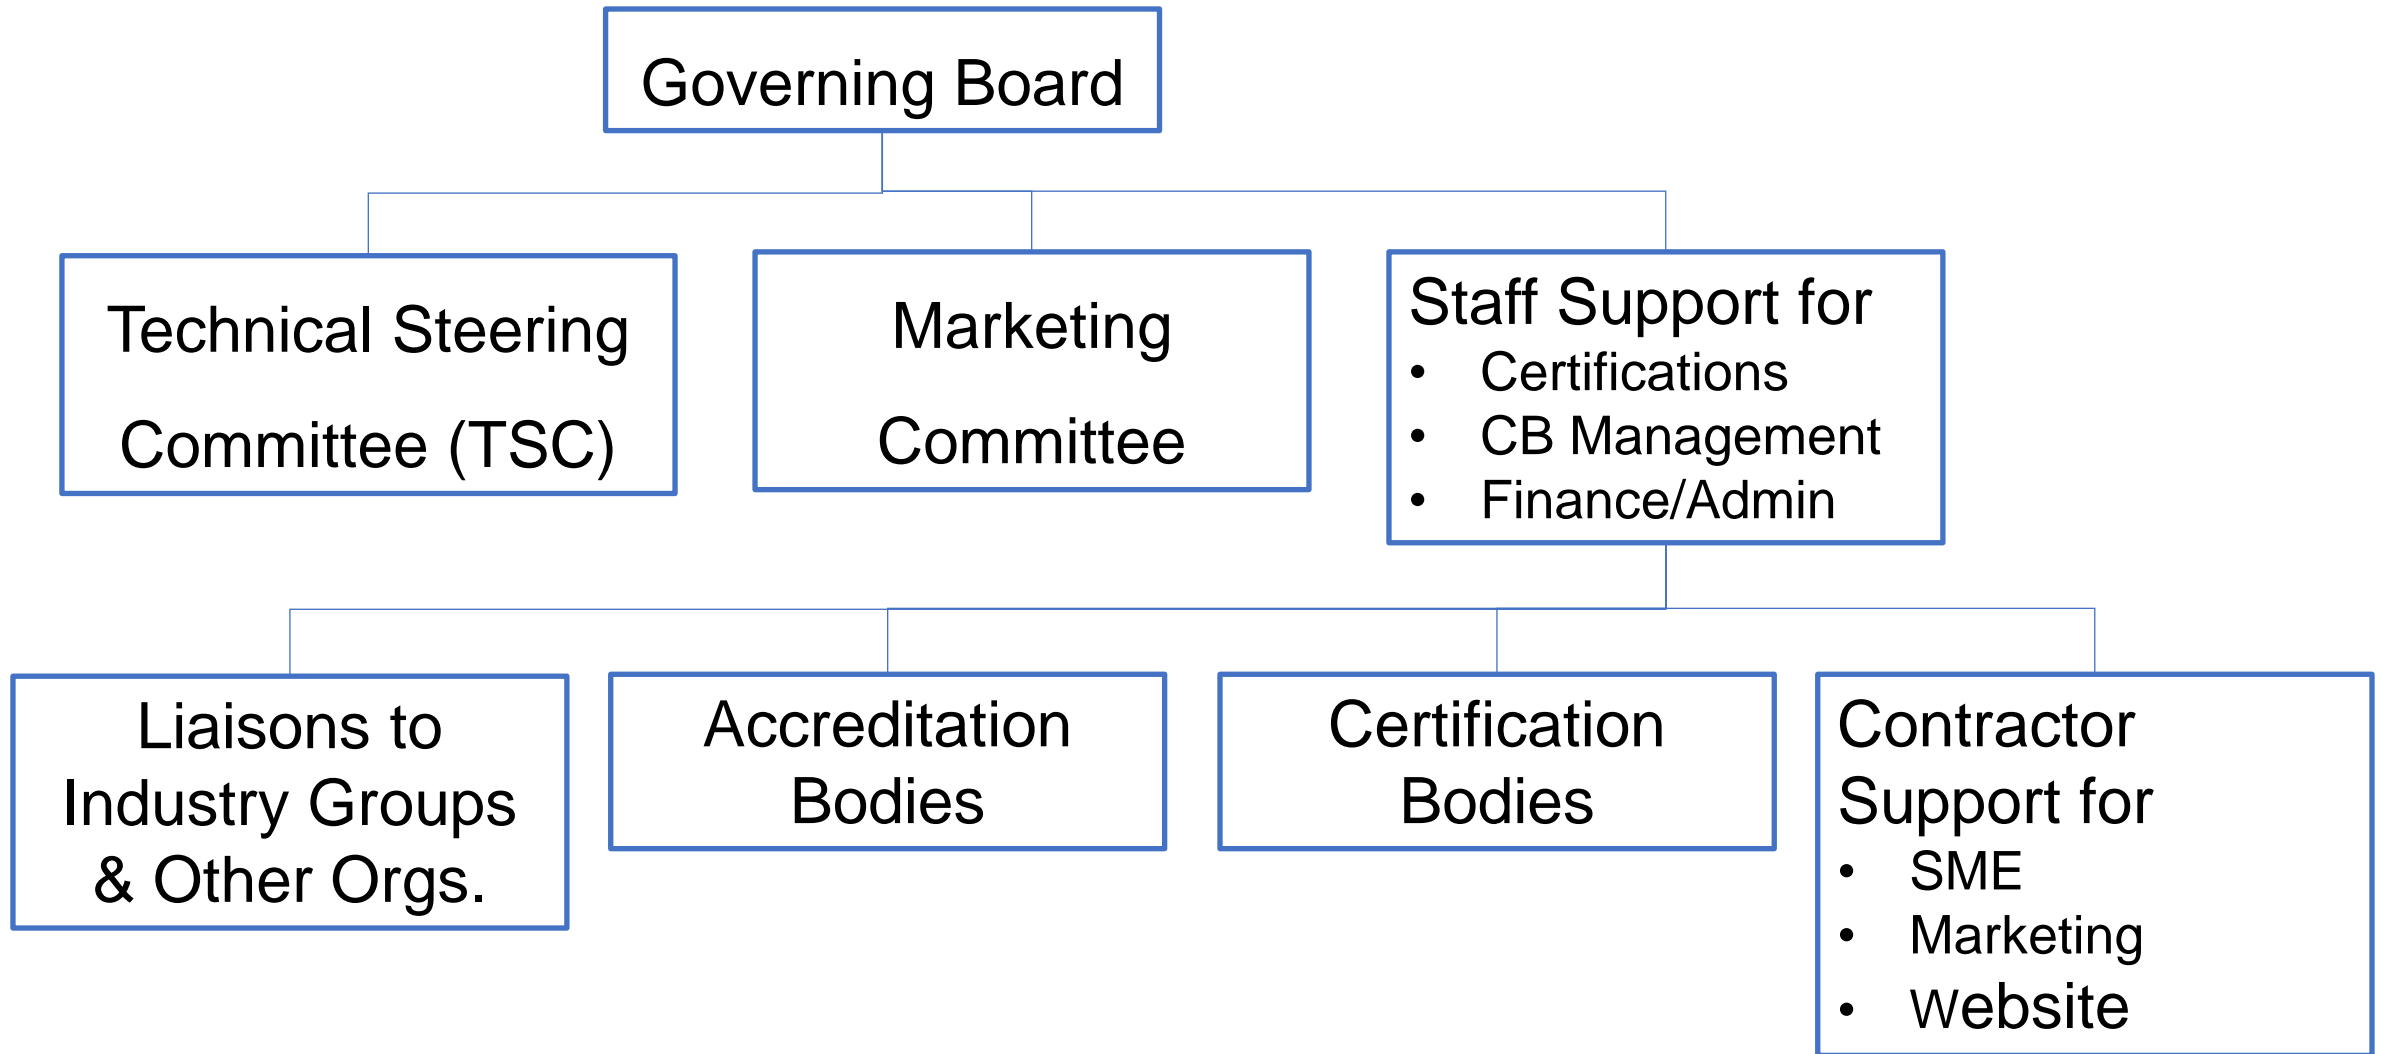 Governing Board
Technical Steering
Committee (TSC)
Marketing
Committee
Staff Support for
• Certifications
• CB Management
• Finance/Admin
Liaisons to
Industry Groups
& Other Orgs.
Accreditation
Bodies
Certification
Bodies
Contractor
Support for
• SME
• Marketing
• Website